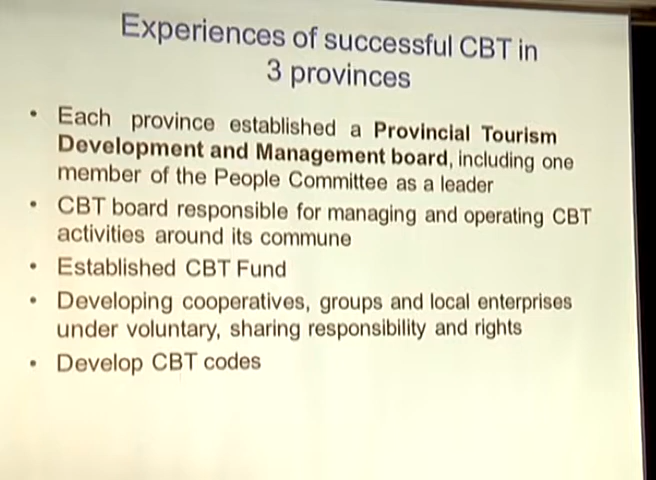 Experiences of successful CBT in
3 provinces
• Each province established a Provincial Tourism
Development and Management board, including one
member of the People Committee as a leader
• CBT board responsible for managing and operating CBT
activities around its commune
• Established CBT Fund
• Developing cooperatives, groups and local enterprises
under voluntary, sharing responsibility and rights
• Develop CBT codes